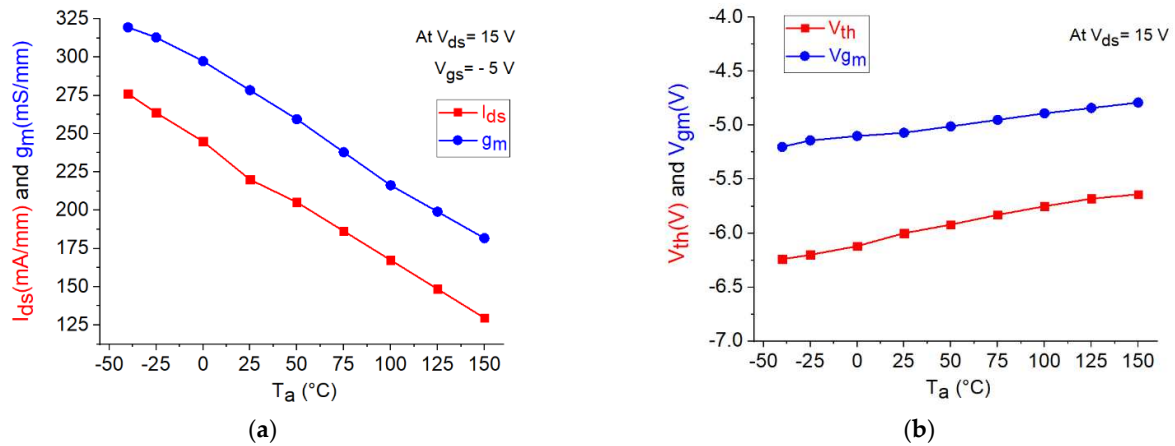 325
300
275
250
225
200
175
150
125
Ids(mA/mm) and gm(mS/mm)
At Vds= 15 V
Vgs= - 5 V
Ids
gm
-50 -25 0 25 50 75 100 125 150
Ta (°C)
(a)
-4.0
-4.5
-5.0
-5.5
-6.0
-6.5
-7.0
Vth(V) and Vgm(V)
Vth
Vgm
At Vds= 15 V
-50 -25 0 25 50 75 100 125 150
Ta (°C)
(b)